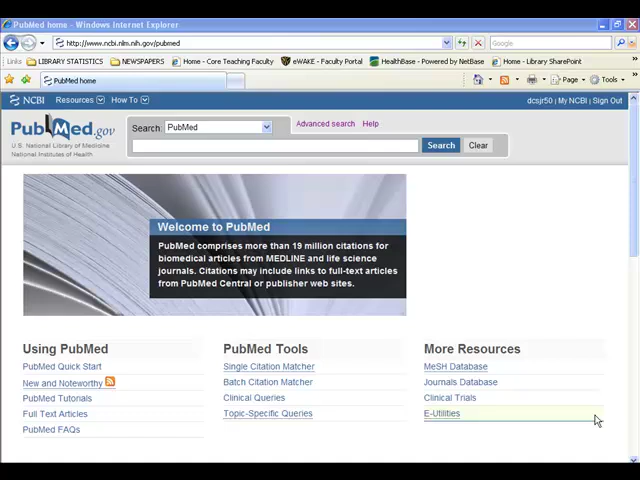 PubMed home - Windows Internet Explorer
http://www.ncbi.nlm.nih.gov/pubmed
Google
Links
LIBRARY STATISTICS
NEWSPAPERS
Home - Core Teaching Faculty
eWAKE - Faculty Portal
HealthBase - Powered by NetBase
Home - Library SharePoint
PubMed home
Page
Tools
NCBI
Resources
How To
dcsjr50 | My NCBI | Sign Out
PubMed.gov
U.S. National Library of Medicine
National Institutes of Health
Search:
PubMed
Advanced search
Help
Search
Clear
Welcome to PubMed
PubMed comprises more than 19 million citations for
biomedical articles from MEDLINE and life science
journals. Citations may include links to full-text articles
from PubMed Central or publisher web sites.
Using PubMed
PubMed Quick Start
New and Noteworthy
PubMed Tutorials
Full Text Articles
PubMed FAQs
PubMed Tools
Single Citation Matcher
Batch Citation Matcher
Clinical Queries
Topic-Specific Queries
More Resources
MeSH Database
Journals Database
Clinical Trials
E-Utilities